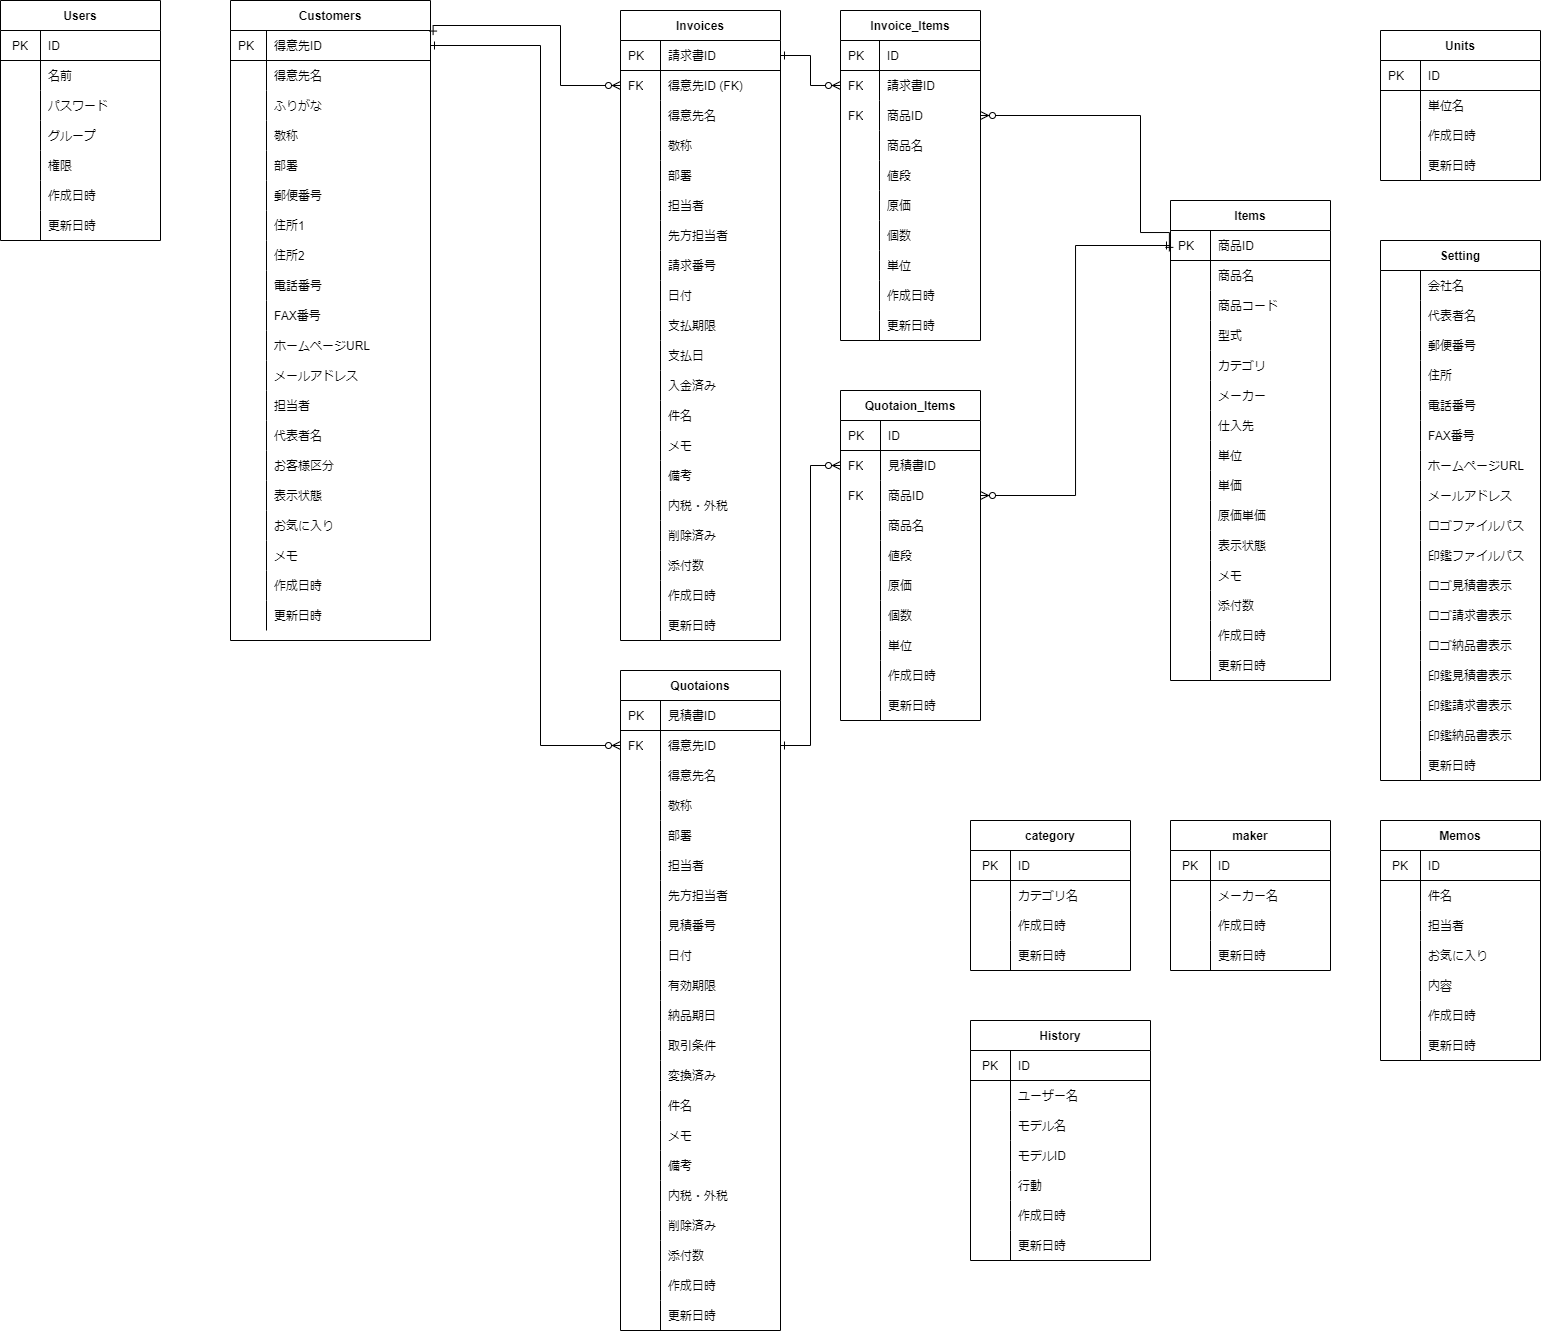 Users
PK ID
名前
パスワード
グループ
権限
作成日時
更新日時
Customers
PK 得意先ID
得意先名
ふりがな
敬称
部署
郵便番号
住所1
住所2
電話番号
FAX番号
ホームページURL
メールアドレス
担当者
代表者名
お客様区分
表示状態
お気に入り
メモ
作成日時
更新日時
Invoices
PK 請求書ID
FK 得意先ID (FK)
得意先名
敬称
部署
担当者
先方担当者
請求番号
日付
支払期限
支払日
入金済み
件名
メモ
備考
内税・外税
削除済み
添付数
作成日時
更新日時
Quotaions
PK 見積書ID
FK 得意先ID
得意先名
敬称
部署
担当者
先方担当者
見積番号
日付
有効期限
納品期日
取引条件
変換済み
件名
メモ
備考
内税・外税
削除済み
添付数
作成日時
更新日時
Invoice_Items
PK ID
FK 請求書ID
FK 商品ID
商品名
値段
原価
個数
単位
作成日時
更新日時
Quotaion_Items
PK ID
FK 見積書ID
FK 商品ID
商品名
値段
原価
個数
単位
作成日時
更新日時
Items
PK 商品ID
商品名
商品コード
型式
カテゴリ
メーカー
仕入先
単位
単価
原価単価
表示状態
メモ
添付数
作成日時
更新日時
Units
PK ID
単位名
作成日時
更新日時
Setting
会社名
代表者名
郵便番号
住所
電話番号
FAX番号
ホームページURL
メールアドレス
ロゴファイルパス
印鑑ファイルパス
ロゴ見積書表示
ロゴ請求書表示
ロゴ納品書表示
印鑑見積書表示
印鑑請求書表示
印鑑納品書表示
更新日時
category
PK ID
カテゴリ名
作成日時
更新日時
maker
PK ID
メーカー名
作成日時
更新日時
Memos
PK ID
件名
担当者
お気に入り
内容
作成日時
更新日時
History
PK ID
ユーザー名
モデル名
モデルID
行動
作成日時
更新日時